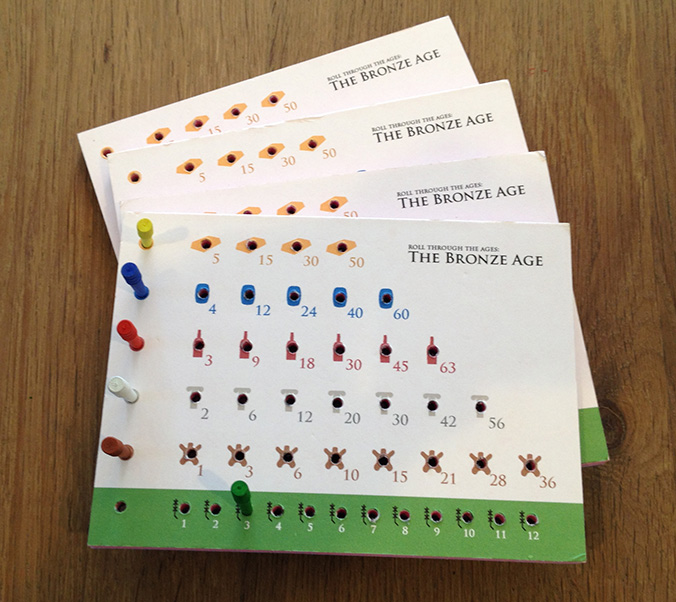 ROLL THROUGH THE AGES:
THE BRONZE AGE
15 30 50
ROLL THROUGH THE AGES:
THE BRONZE AGE
5 15 30 50
ROLL THROUGH THE AGES:
THE BRONZE AGE
50
ROLL THROUGH THE AGES:
THE BRONZE AGE
5 15 30 50
4 12 24 40 60
3 9 18 30 45 63
2 6 12 20 30 42 56
1 3 6 10 15 21 28 36
1 2 3 4 5 6 7 8 9 10 11 12